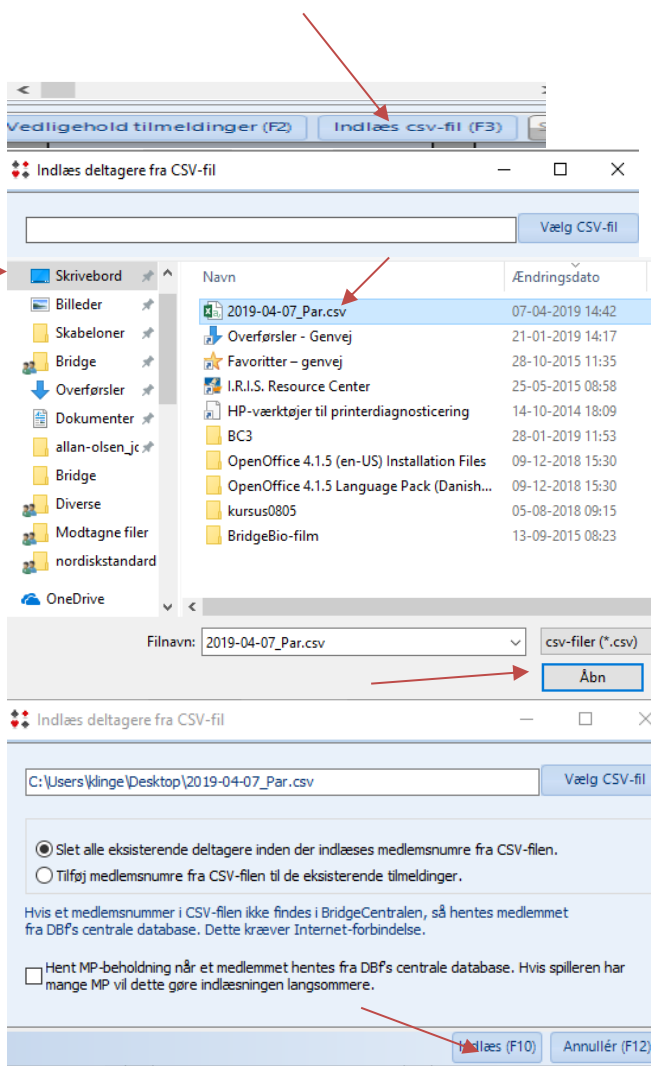 Vedligehold tilmeldinger (F2) Indlæs csv-fil (F3)
Indlæs deltagere fra CSV-fil
Vælg CSV-fil
Skrivebord
Billeder
Skabeloner
Bridge
Overførsler
Dokumenter
allan-olsen_jc
Bridge
Diverse
Modtagne filer
nordiskstandard
OneDrive
Navn Ændringsdato
2019-04-07_Par.csv 07-04-2019 14:42
Overførsler - Genvej 21-01-2019 14:17
Favoritter – genvej 28-10-2015 11:35
I.R.I.S. Resource Center 25-05-2015 08:58
HP-værktøjer til printerdiagnosticering 14-10-2014 18:09
BC3 28-01-2019 11:53
OpenOffice 4.1.5 (en-US) Installation Files 09-12-2018 15:30
OpenOffice 4.1.5 Language Pack (Danish... 09-12-2018 15:30
kursus0805 05-08-2018 09:15
BridgeBio-film 13-09-2015 08:23
Filnavn: 2019-04-07_Par.csv csv-filer (*.csv)
Åbn
Indlæs deltagere fra CSV-fil
C:\Users\klinge\Desktop\2019-04-07_Par.csv Vælg CSV-fil
Slet alle eksisterende deltagere inden der indlæses medlemsnumre fra CSV-filen.
Tilføj medlemsnumre fra CSV-filen til de eksisterende tilmeldinger.
Hvis et medlemsnummer i CSV-filen ikke findes i BridgeCentralen, så hentes medlemmet
fra DBf's centrale database. Dette kræver Internet-forbindelse.
Hent MP-beholdning når et medlemmet hentes fra DBf's centrale database. Hvis spilleren har
mange MP vil dette gøre indlæsningen langsommere.
Indlæs (F10) Annullér (F12)